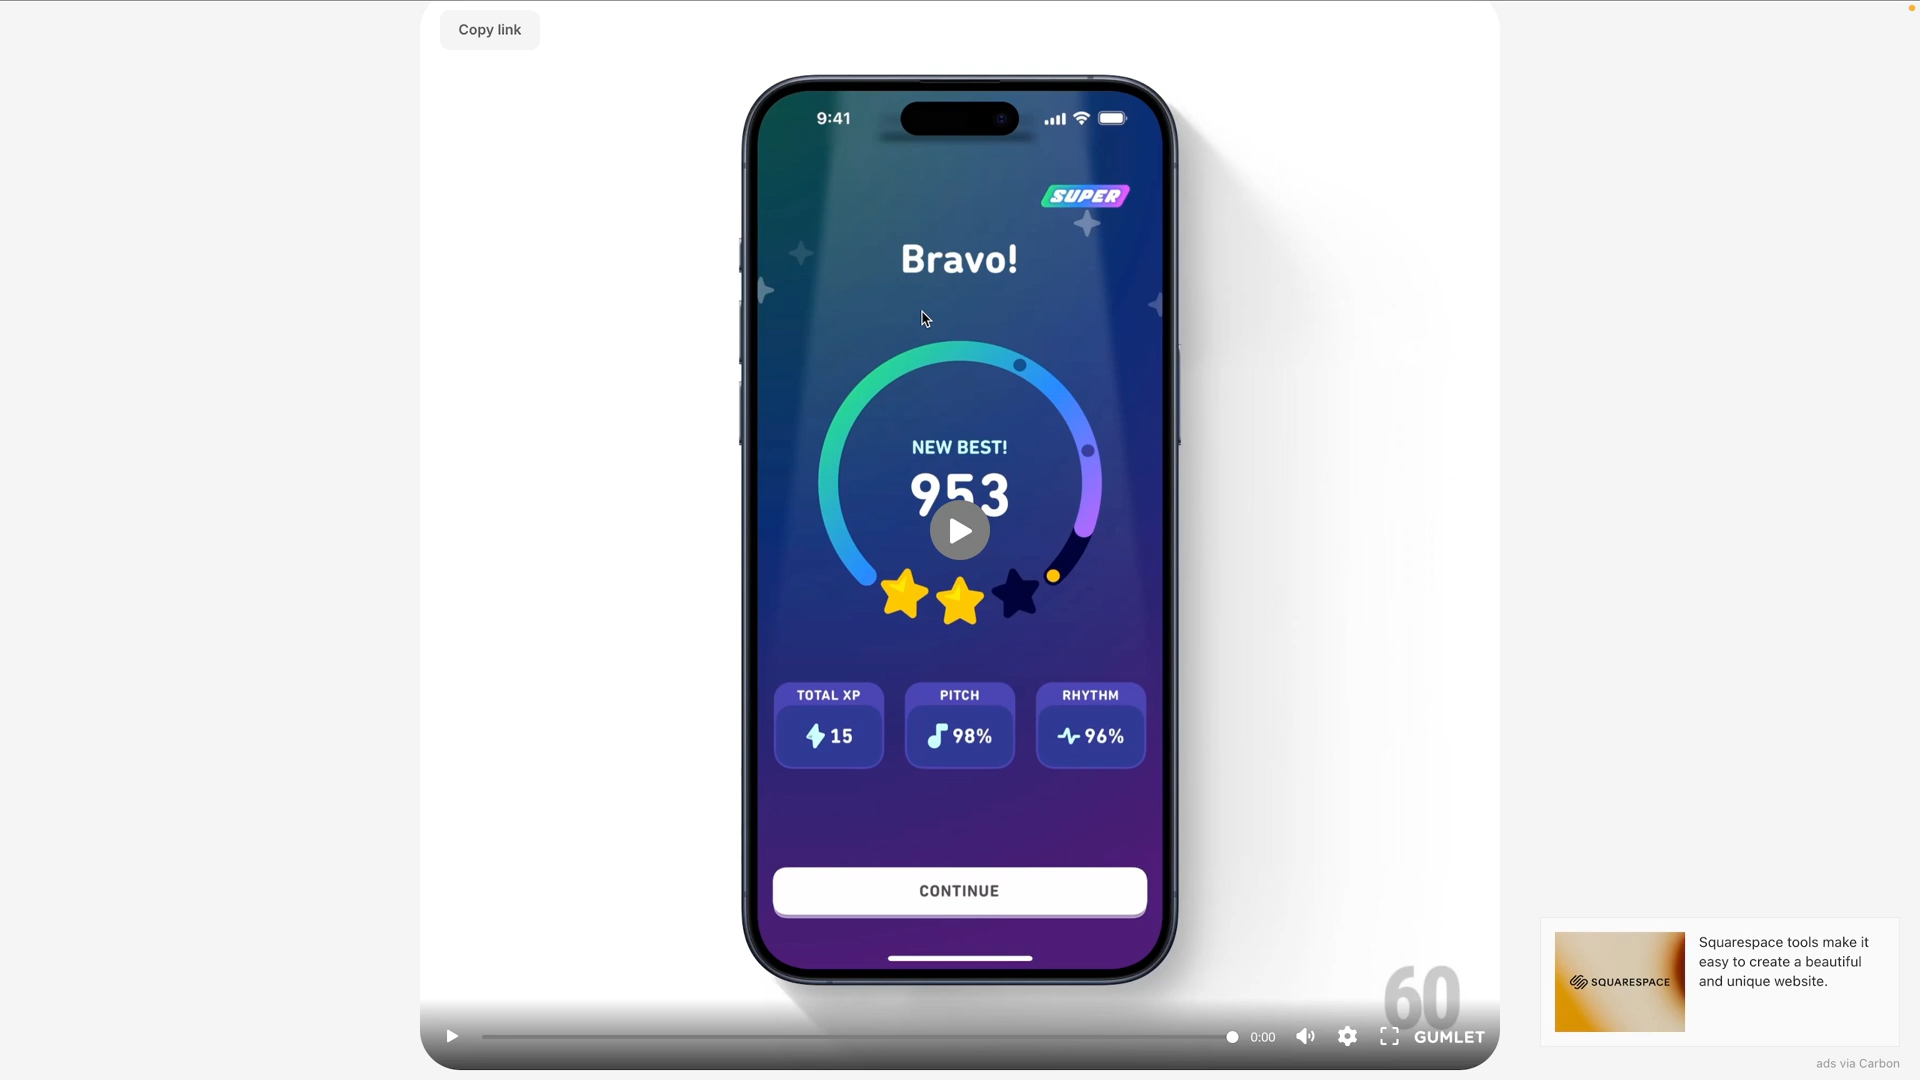 Copy link
9:41
SUPER
Bravo!
NEW BEST!
953
TOTAL XP
PITCH
RHYTHM
15
98%
96%
CONTINUE
60
0:00
GUMLET
SQUARESPACE
Squarespace tools make it
easy to create a beautiful
and unique website.
ads via Carbon